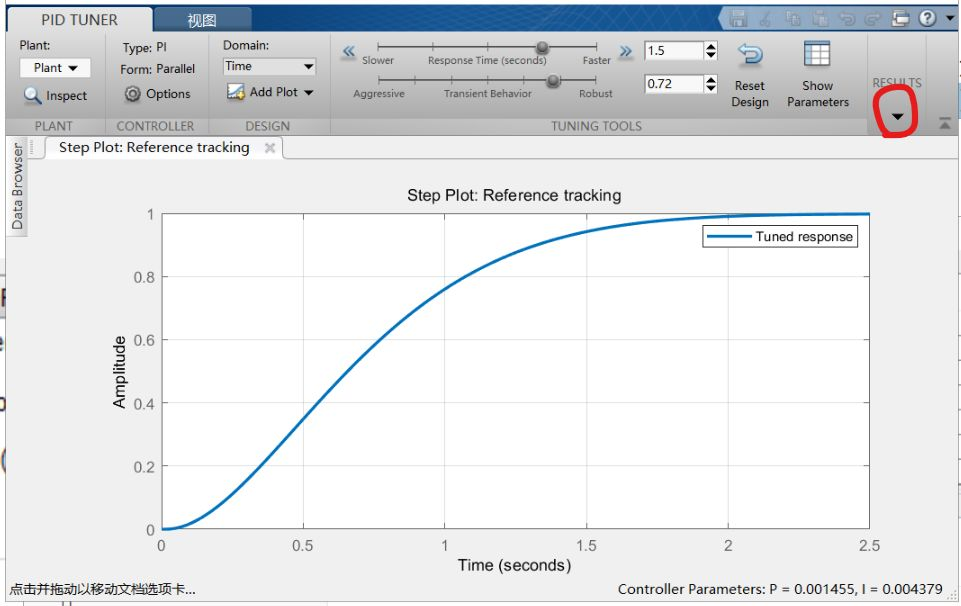 PID TUNER
视图
Plant:
Plant
Inspect
PLANT
Type: PI
Form: Parallel
Options
CONTROLLER
Domain:
Time
Add Plot
DESIGN
Slower
Response Time (seconds)
Faster
1.5
Aggressive
Transient Behavior
Robust
0.72
Reset
Design
Show
Parameters
TUNING TOOLS
RESULTS
Data Browser
Step Plot: Reference tracking
Step Plot: Reference tracking
Tuned response
Amplitude
1
0.8
0.6
0.4
0.2
0
0 0.5 1 1.5 2 2.5
Time (seconds)
点击并拖动以移动文档选项卡...
Controller Parameters: P = 0.001455, I = 0.004379